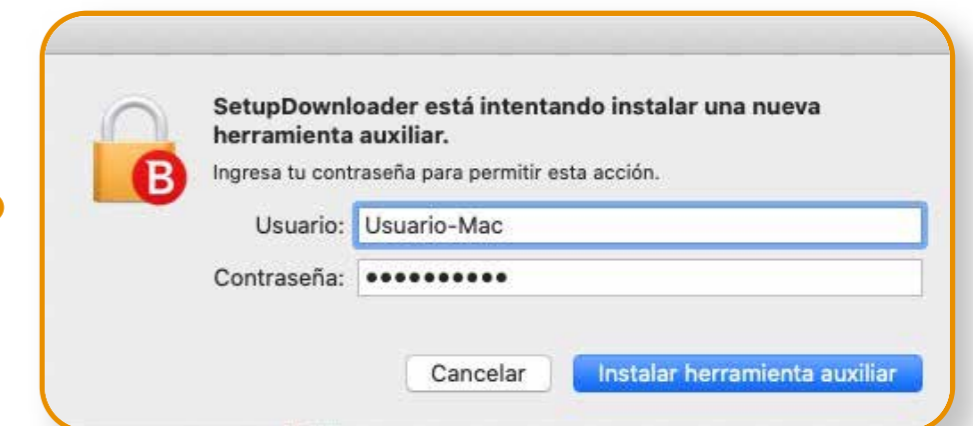 SetupDownloader está intentando instalar una nueva
herramienta auxiliar.
Ingresa tu contraseña para permitir esta acción.
Usuario: Usuario-Mac
Contraseña: ●●●●●●●●●●
Cancelar Instalar herramienta auxiliar
B